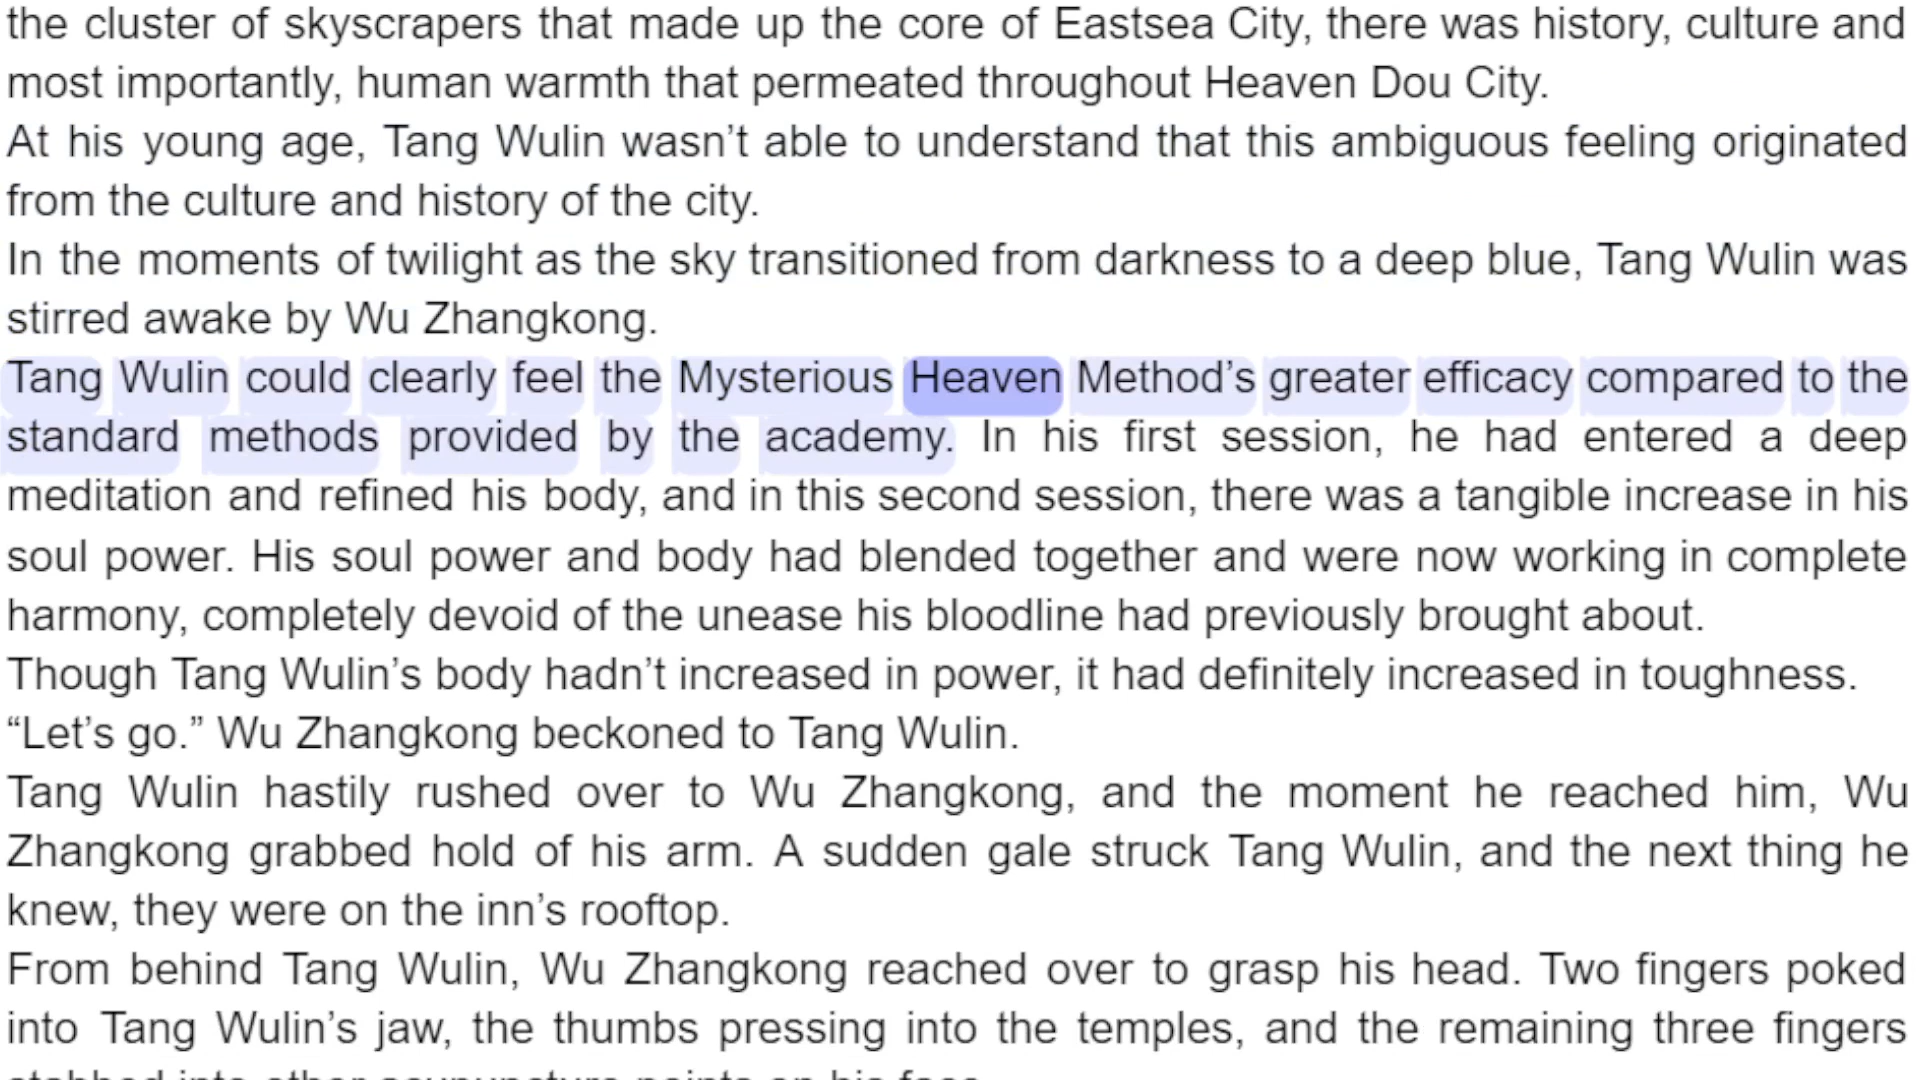 the cluster of skyscrapers that made up the core of Eastsea City, there was history, culture and
most importantly, human warmth that permeated throughout Heaven Dou City.
At his young age, Tang Wulin wasn’t able to understand that this ambiguous feeling originated
from the culture and history of the city.
In the moments of twilight as the sky transitioned from darkness to a deep blue, Tang Wulin was
stirred awake by Wu Zhangkong.
Tang Wulin could clearly feel the Mysterious Heaven Method’s greater efficacy compared to the
standard methods provided by the academy. In his first session, he had entered a deep
meditation and refined his body, and in this second session, there was a tangible increase in his
soul power. His soul power and body had blended together and were now working in complete
harmony, completely devoid of the unease his bloodline had previously brought about.
Though Tang Wulin’s body hadn’t increased in power, it had definitely increased in toughness.
“Let’s go.” Wu Zhangkong beckoned to Tang Wulin.
Tang Wulin hastily rushed over to Wu Zhangkong, and the moment he reached him, Wu
Zhangkong grabbed hold of his arm. A sudden gale struck Tang Wulin, and the next thing he
knew, they were on the inn’s rooftop.
From behind Tang Wulin, Wu Zhangkong reached over to grasp his head. Two fingers poked
into Tang Wulin’s jaw, the thumbs pressing into the temples, and the remaining three fingers
stabbed into other acupuncture points on his face.